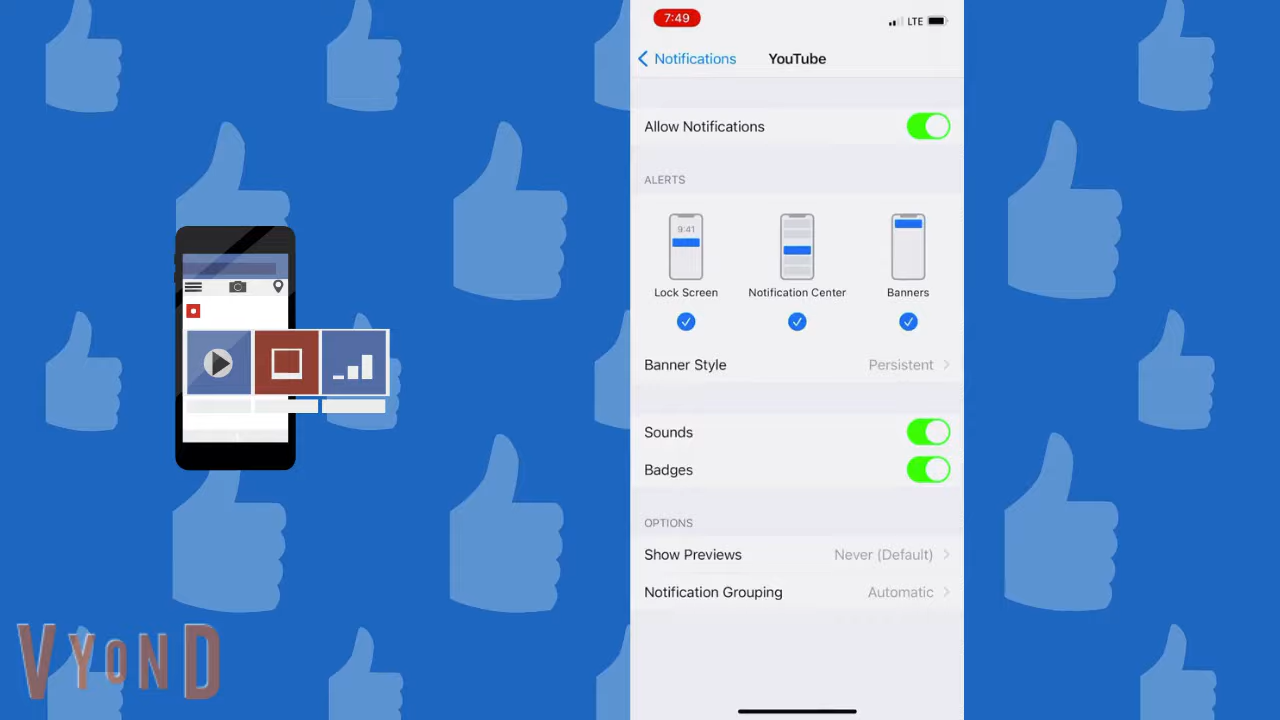 7:49
LTE
Notifications
YouTube
Allow Notifications
ALERTS
9:41
Lock Screen
Notification Center
Banners
Banner Style
Persistent
Sounds
Badges
OPTIONS
Show Previews
Never (Default)
Notification Grouping
Automatic
VYOND